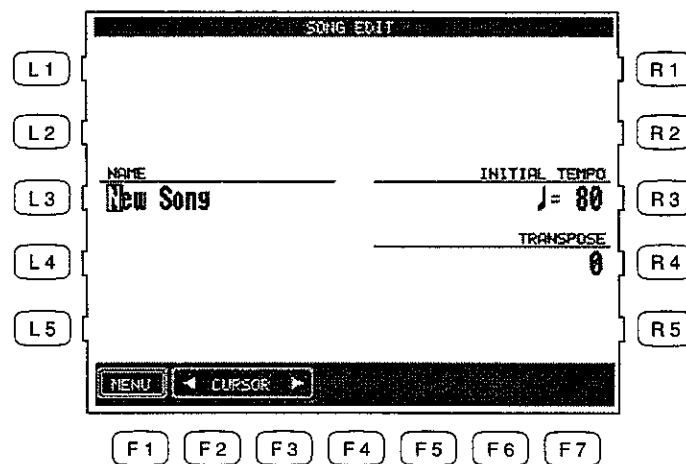 SONG EDIT
L1
R1
L2
R2
NAME
INITIAL TEMPO
L3
New Song
♩= 80
R3
TRANSPOSE
L4
0
R4
L5
R5
MENU ◄ CURSOR ►
F1 F2 F3 F4 F5 F6 F7